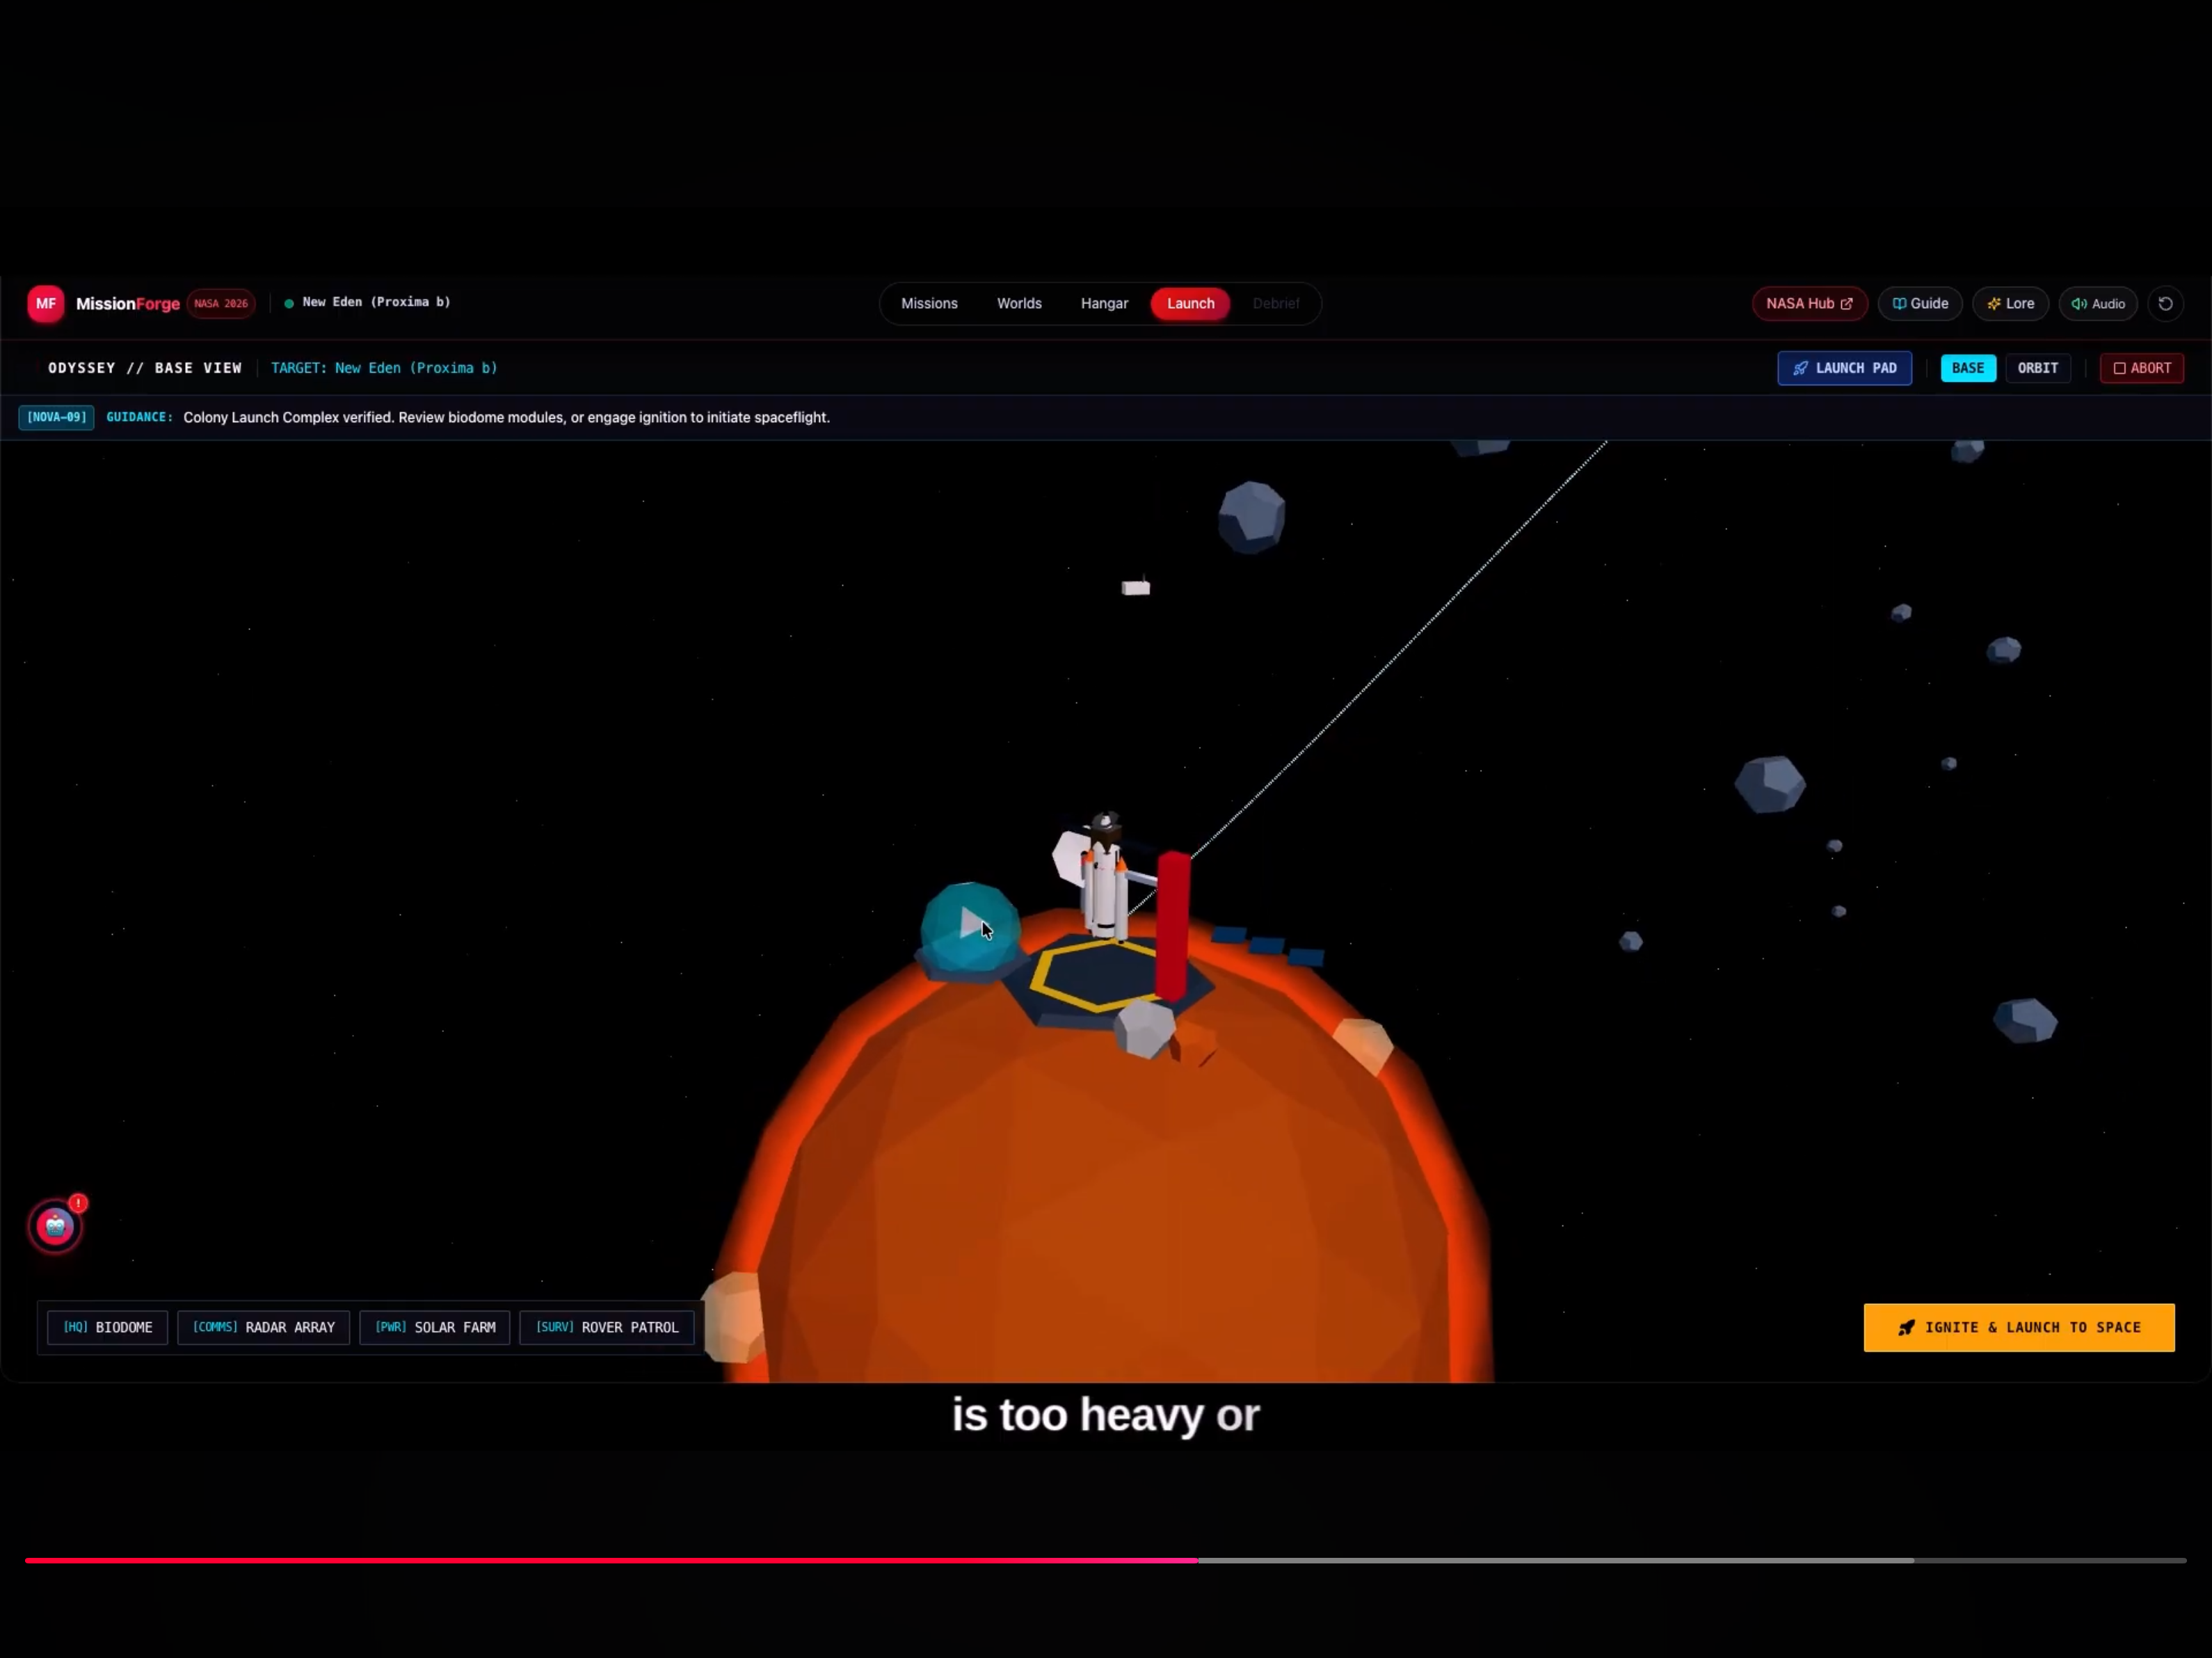 MF MissionForge NASA 2026 New Eden (Proxima b) Missions Worlds Hangar Launch Debrief NASA Hub Guide Lore Audio
ODYSSEY // BASE VIEW TARGET: New Eden (Proxima b) LAUNCH PAD BASE ORBIT ABORT
[NOVA-09] GUIDANCE: Colony Launch Complex verified. Review biodome modules, or engage ignition to initiate spaceflight.
!
[HQ] BIODOME [COMMS] RADAR ARRAY [PWR] SOLAR FARM [SURV] ROVER PATROL IGNITE & LAUNCH TO SPACE
is too heavy or